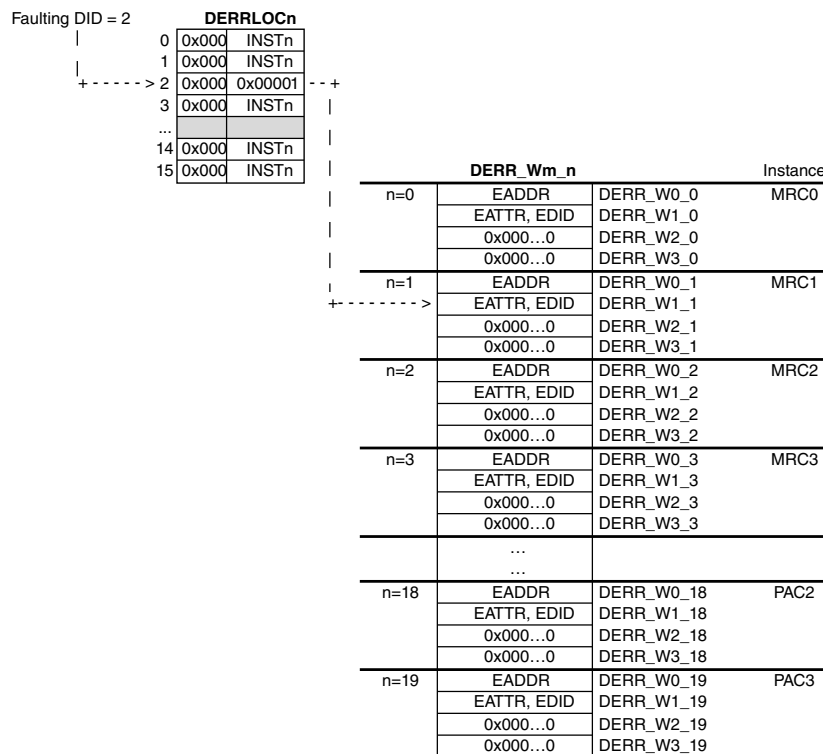 Faulting DID = 2 DERRLOCn
0 0x000 INSTn
1 0x000 INSTn
2 0x000 0x00001
3 0x000 INSTn
...
14 0x000 INSTn
15 0x000 INSTn
DERR_Wm_n Instance
n=0 EADDR DERR_W0_0 MRC0
EATTR, EDID DERR_W1_0
0x000...0 DERR_W2_0
0x000...0 DERR_W3_0
n=1 EADDR DERR_W0_1 MRC1
EATTR, EDID DERR_W1_1
0x000...0 DERR_W2_1
0x000...0 DERR_W3_1
n=2 EADDR DERR_W0_2 MRC2
EATTR, EDID DERR_W1_2
0x000...0 DERR_W2_2
0x000...0 DERR_W3_2
n=3 EADDR DERR_W0_3 MRC3
EATTR, EDID DERR_W1_3
0x000...0 DERR_W2_3
0x000...0 DERR_W3_3
...
...
n=18 EADDR DERR_W0_18 PAC2
EATTR, EDID DERR_W1_18
0x000...0 DERR_W2_18
0x000...0 DERR_W3_18
n=19 EADDR DERR_W0_19 PAC3
EATTR, EDID DERR_W1_19
0x000...0 DERR_W2_19
0x000...0 DERR_W3_19